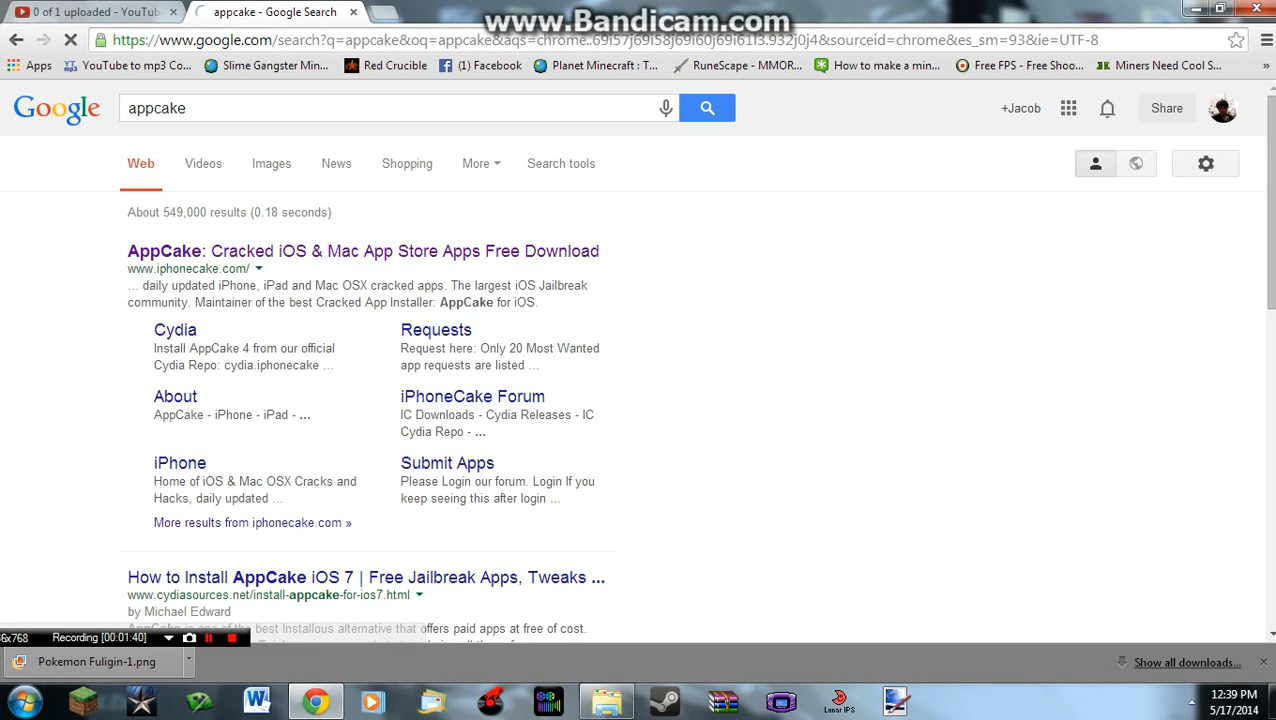 www.Bandicam.com
0 of 1 uploaded - YouTub
appcake - Google Search
https://www.google.com/search?q=appcake&oq=appcake&aqs=chrome..69i57j69i58j69i60j69i61l3.932j0j4&sourceid=chrome&es_sm=93&ie=UTF-8
Apps YouTube to mp3 Co... Slime Gangster Min... Red Crucible (1) Facebook Planet Minecraft : T... RuneScape - MMOR... How to make a min... Free FPS - Free Shoo... Miners Need Cool S... »
Google appcake +Jacob Share
Web Videos Images News Shopping More Search tools
About 549,000 results (0.18 seconds)
AppCake: Cracked iOS & Mac App Store Apps Free Download
www.iphonecake.com/
... daily updated iPhone, iPad and Mac OSX cracked apps. The largest iOS Jailbreak
community. Maintainer of the best Cracked App Installer: AppCake for iOS.
Cydia
Install AppCake 4 from our official
Cydia Repo: cydia.iphonecake ...
Requests
Request here: Only 20 Most Wanted
app requests are listed ...
About
AppCake - iPhone - iPad - ...
iPhoneCake Forum
IC Downloads - Cydia Releases - IC
Cydia Repo - ...
iPhone
Home of iOS & Mac OSX Cracks and
Hacks, daily updated ...
Submit Apps
Please Login our forum. Login If you
keep seeing this after login ...
More results from iphonecake.com »
How to Install AppCake iOS 7 | Free Jailbreak Apps, Tweaks ...
www.cydiasources.net/install-appcake-for-ios7.html
by Michael Edward
AppCake is one of the best Installous alternative that offers paid apps at free of cost.
6x768 Recording [00:01:40]
Pokemon Fuligin-1.png
Show all downloads...
Lunar IPS
12:39 PM
5/17/2014